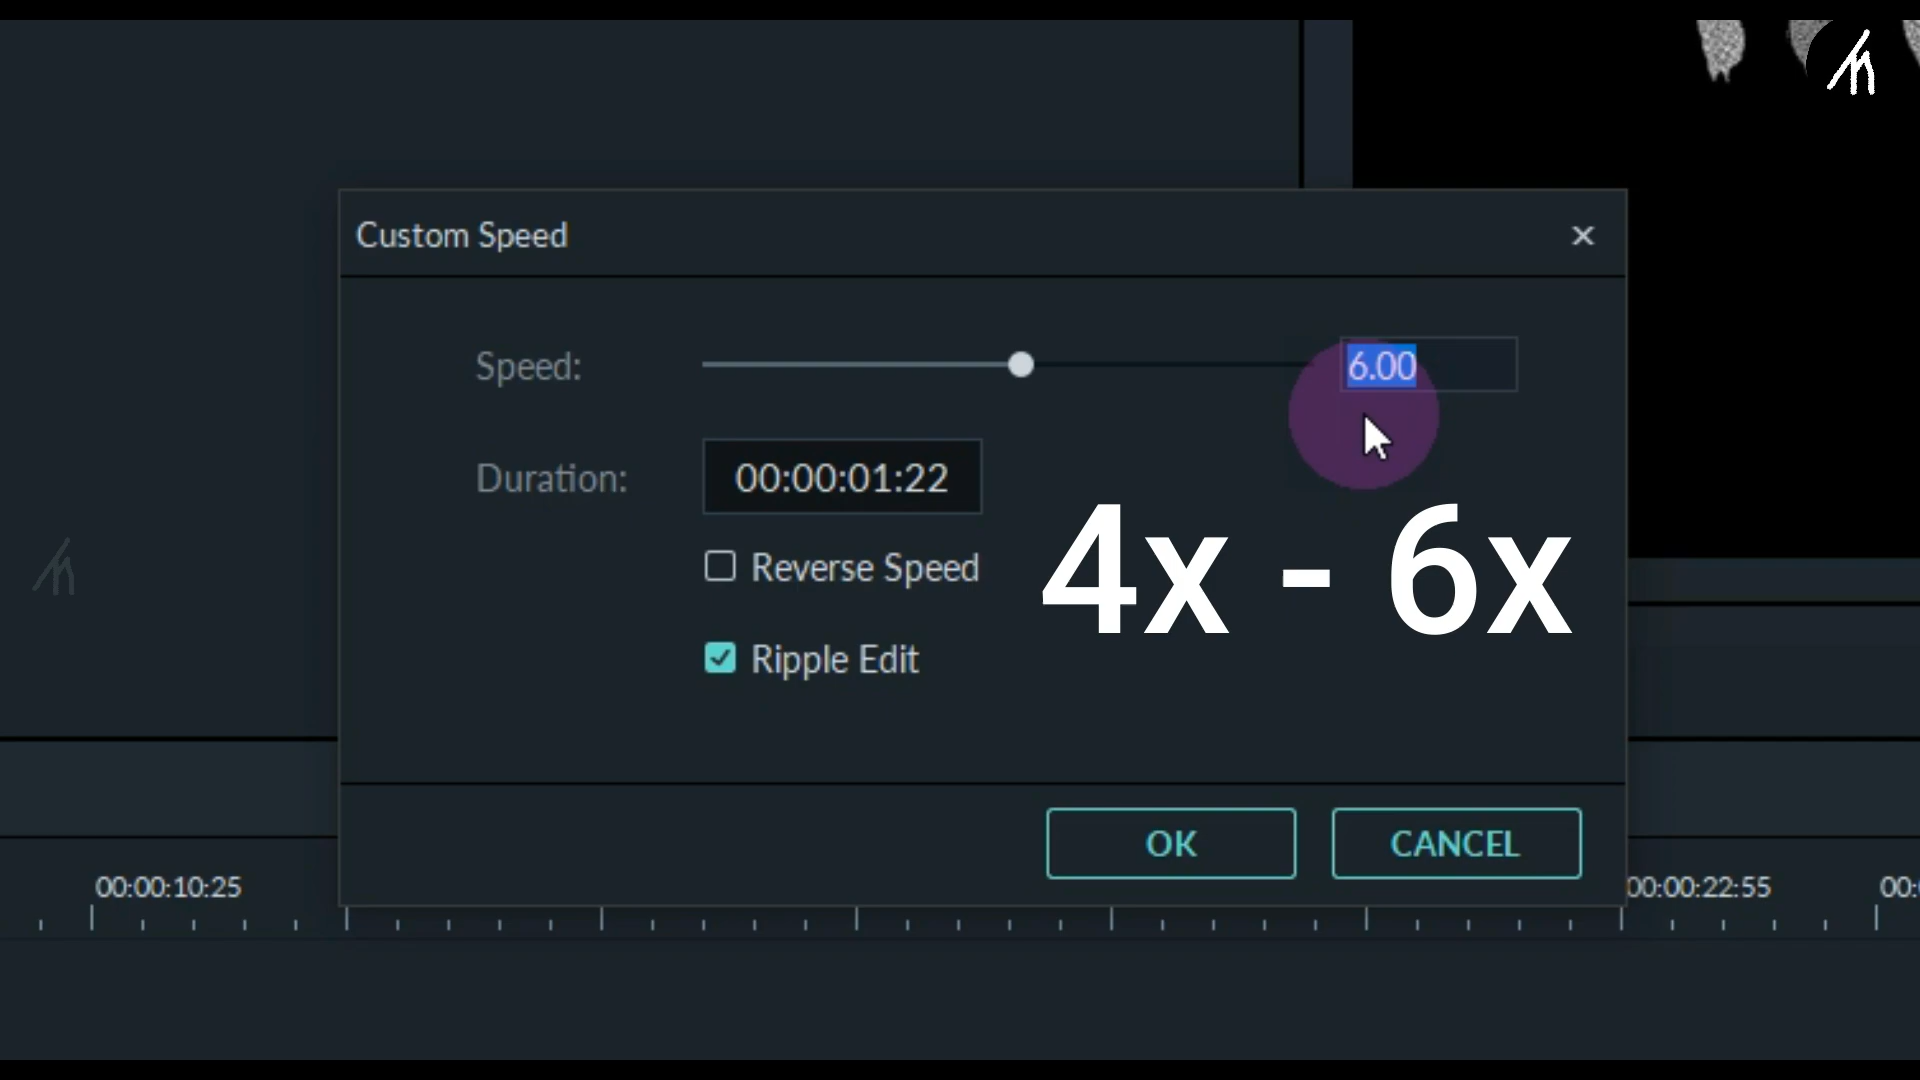 Custom Speed
Speed:
6.00
Duration:
00:00:01:22
4x - 6x
Reverse Speed
Ripple Edit
OK
CANCEL
00:00:10:25
00:00:22:55